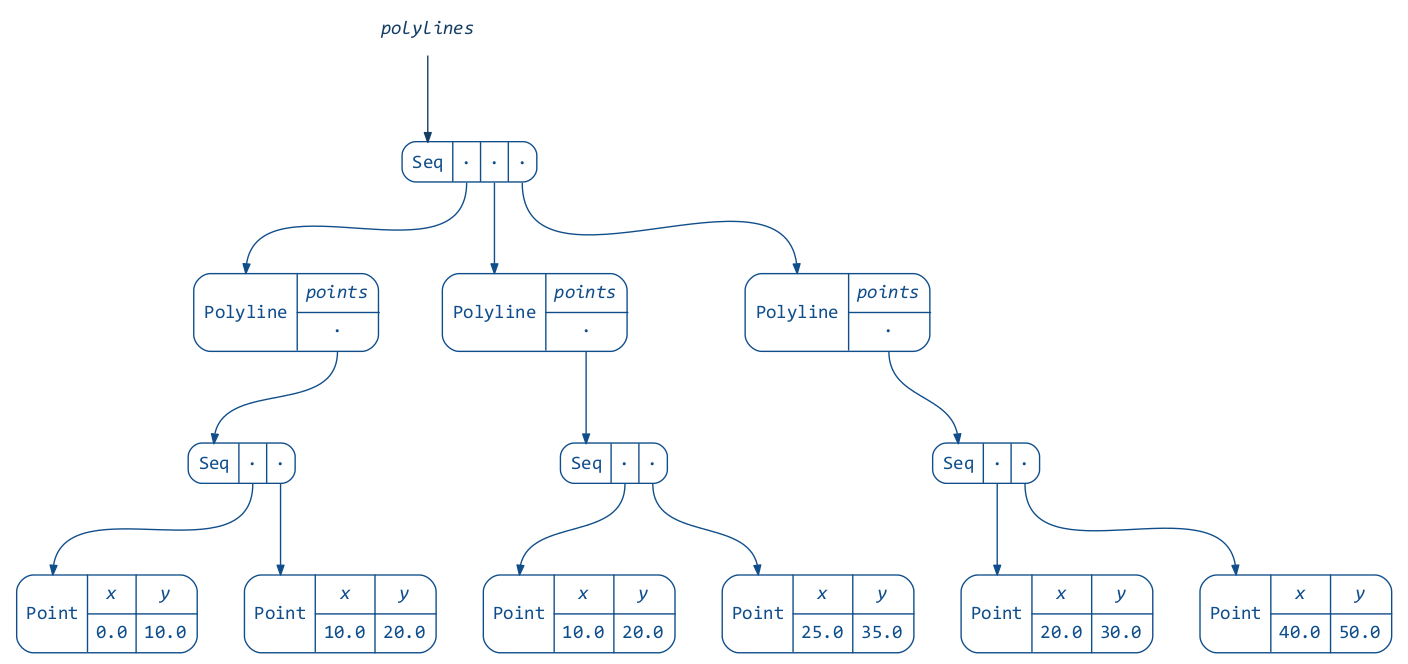 polylines
Seq · · ·
points points points
Polyline Polyline Polyline
· · ·
Seq · · Seq · · Seq · ·
x y x y x y x y x y x y
Point Point Point Point Point Point
0.0 10.0 10.0 20.0 10.0 20.0 25.0 35.0 20.0 30.0 40.0 50.0